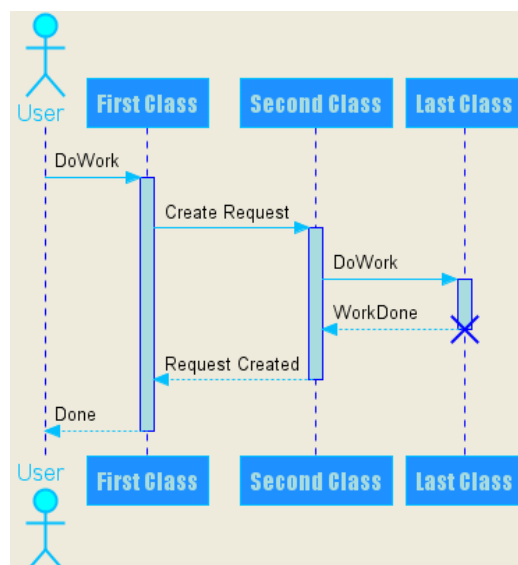 User
First Class
Second Class
Last Class
DoWork
Create Request
DoWork
WorkDone
Request Created
Done
User
First Class
Second Class
Last Class